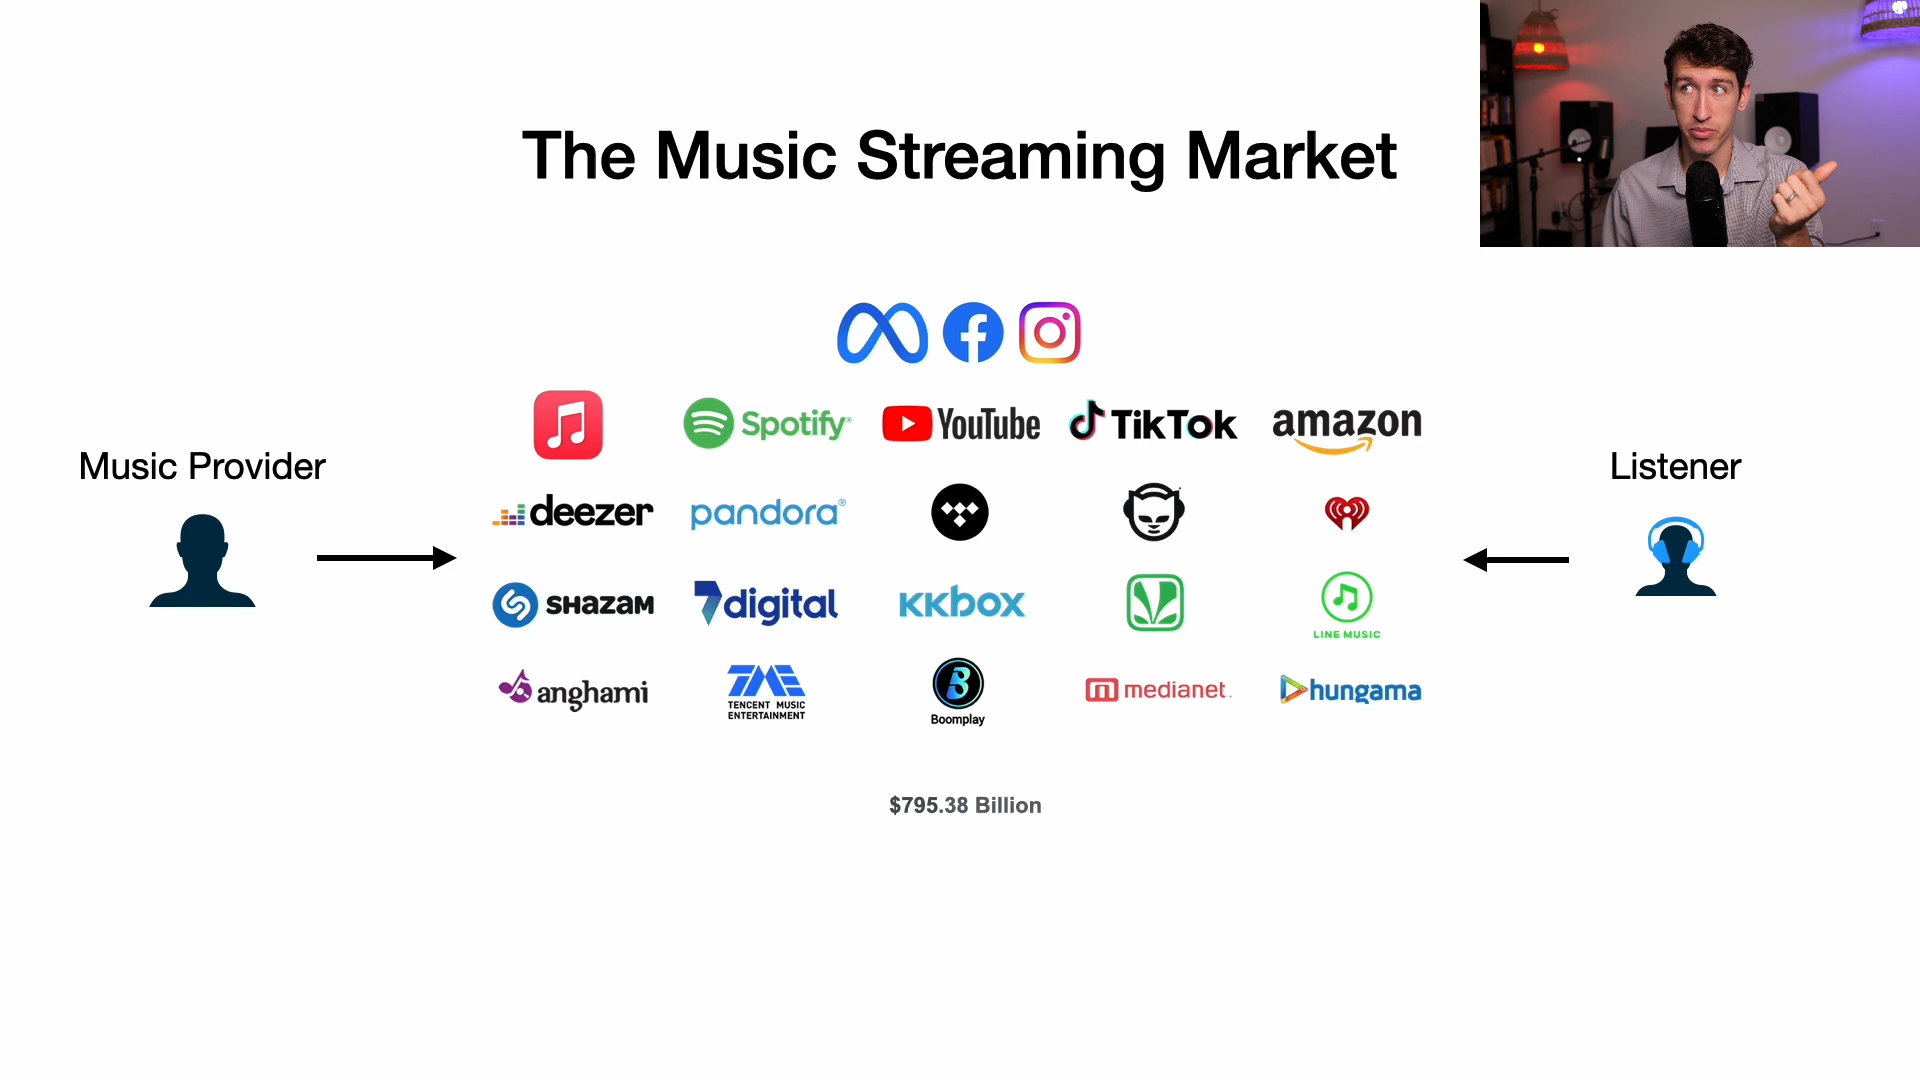 The Music Streaming Market
Spotify®
YouTube
TikTok
amazon
Music Provider
Listener
deezer
pandora®
SHAZAM
7digital
KKBOX
LINE MUSIC
anghami
TME
TENCENT MUSIC
ENTERTAINMENT
B
Boomplay
m medianet.
hungama
$795.38 Billion